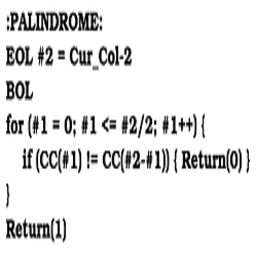 :PALINDROME:
EOL #2 = Cur_Col-2
BOL
for (#1 = 0; #1 <= #2/2; #1++) {
if (CC(#1) != CC(#2-#1)) { Return(0) }
}
Return(1)